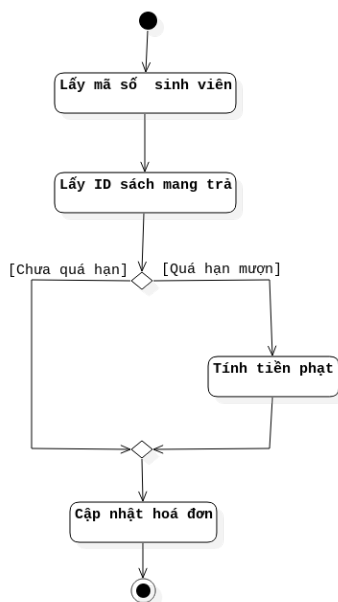 Lấy mã số  sinh viên
Lấy ID sách mang trả
[Chưa quá hạn] [Quá hạn mượn]
Tính tiền phạt
Cập nhật hoá đơn